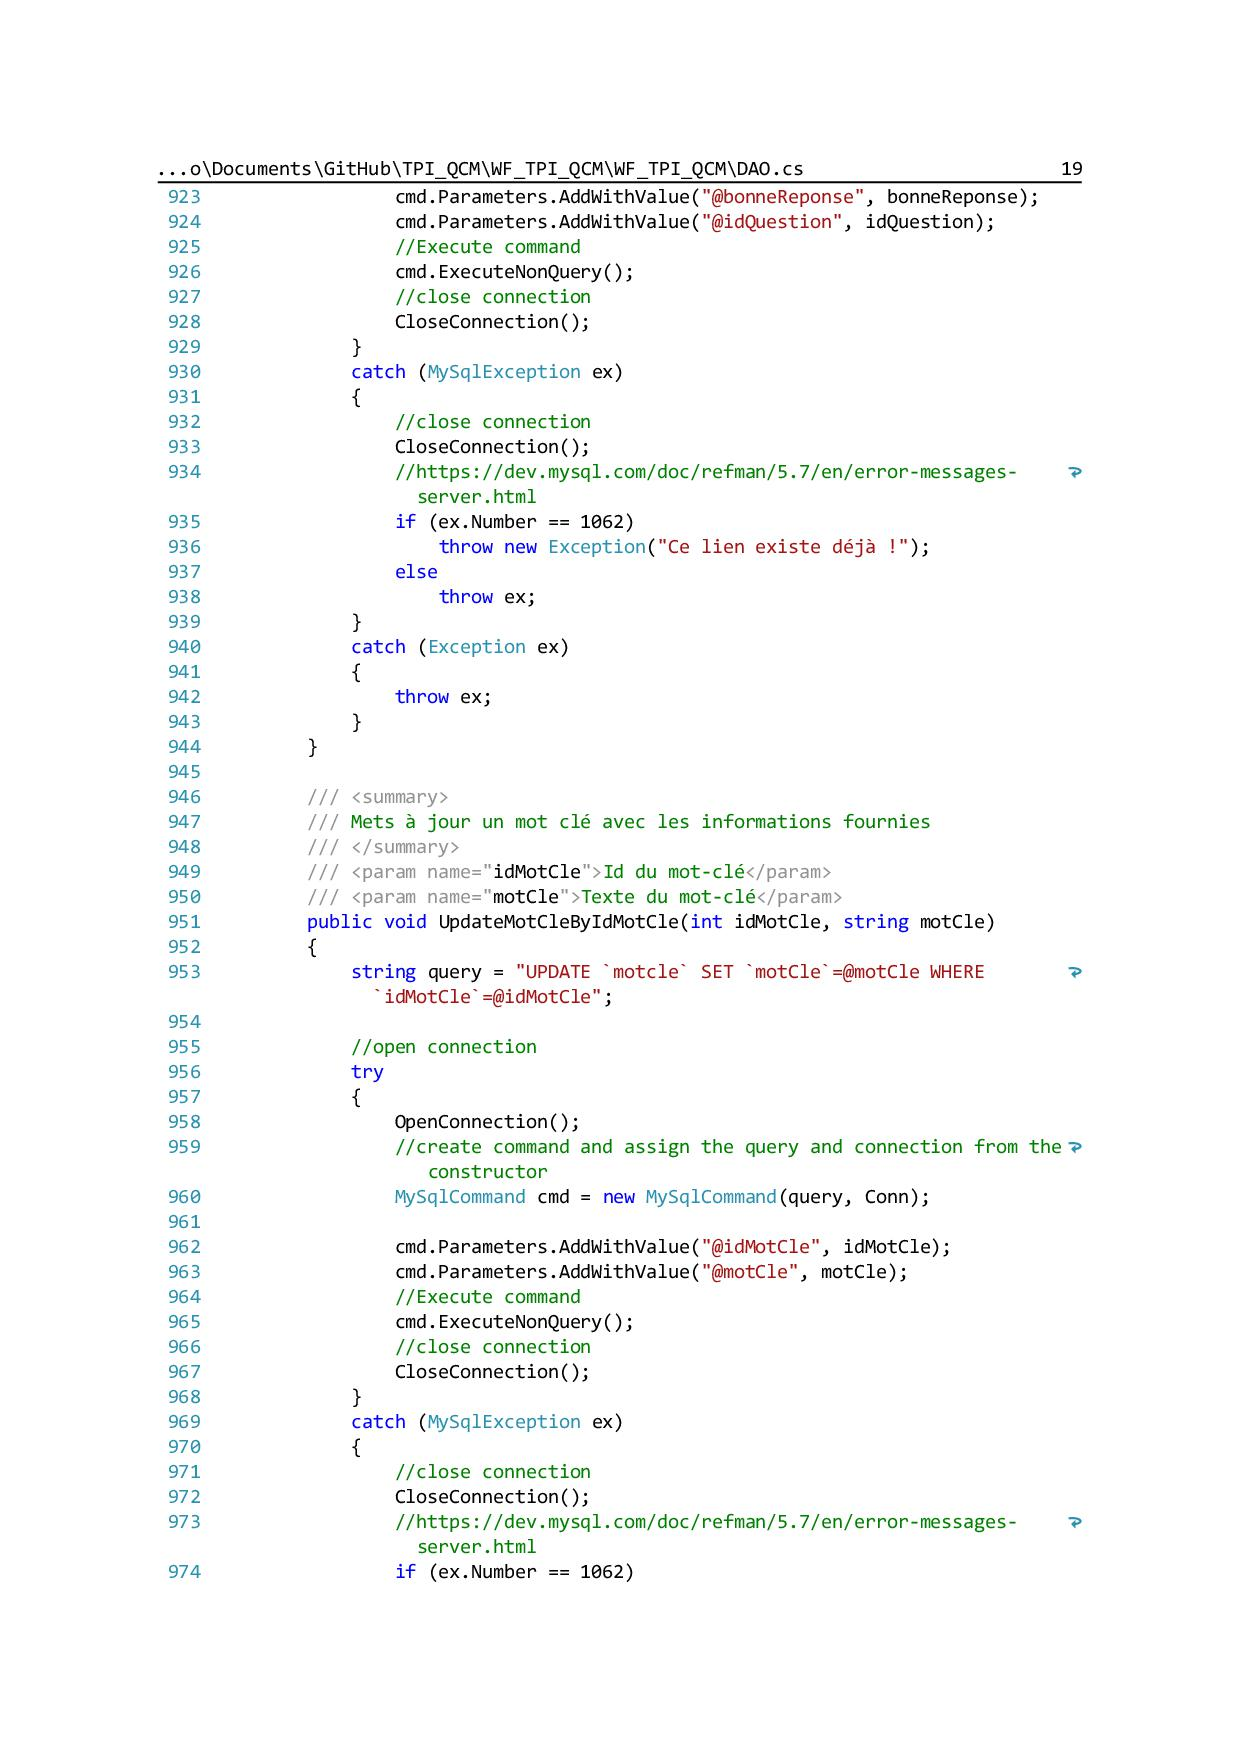 ...o\Documents\GitHub\TPI_QCM\WF_TPI_QCM\WF_TPI_QCM\DAO.cs 19
923 cmd.Parameters.AddWithValue("@bonneReponse", bonneReponse);
924 cmd.Parameters.AddWithValue("@idQuestion", idQuestion);
925 //Execute command
926 cmd.ExecuteNonQuery();
927 //close connection
928 CloseConnection();
929 }
930 catch (MySqlException ex)
931 {
932 //close connection
933 CloseConnection();
934 //https://dev.mysql.com/doc/refman/5.7/en/error-messages-
server.html
935 if (ex.Number == 1062)
936 throw new Exception("Ce lien existe déjà !");
937 else
938 throw ex;
939 }
940 catch (Exception ex)
941 {
942 throw ex;
943 }
944 }
945
946 /// <summary>
947 /// Mets à jour un mot clé avec les informations fournies
948 /// </summary>
949 /// <param name="idMotCle">Id du mot-clé</param>
950 /// <param name="motCle">Texte du mot-clé</param>
951 public void UpdateMotCleByIdMotCle(int idMotCle, string motCle)
952 {
953 string query = "UPDATE `motcle` SET `motCle`=@motCle WHERE
`idMotCle`=@idMotCle";
954
955 //open connection
956 try
957 {
958 OpenConnection();
959 //create command and assign the query and connection from the
constructor
960 MySqlCommand cmd = new MySqlCommand(query, Conn);
961
962 cmd.Parameters.AddWithValue("@idMotCle", idMotCle);
963 cmd.Parameters.AddWithValue("@motCle", motCle);
964 //Execute command
965 cmd.ExecuteNonQuery();
966 //close connection
967 CloseConnection();
968 }
969 catch (MySqlException ex)
970 {
971 //close connection
972 CloseConnection();
973 //https://dev.mysql.com/doc/refman/5.7/en/error-messages-
server.html
974 if (ex.Number == 1062)